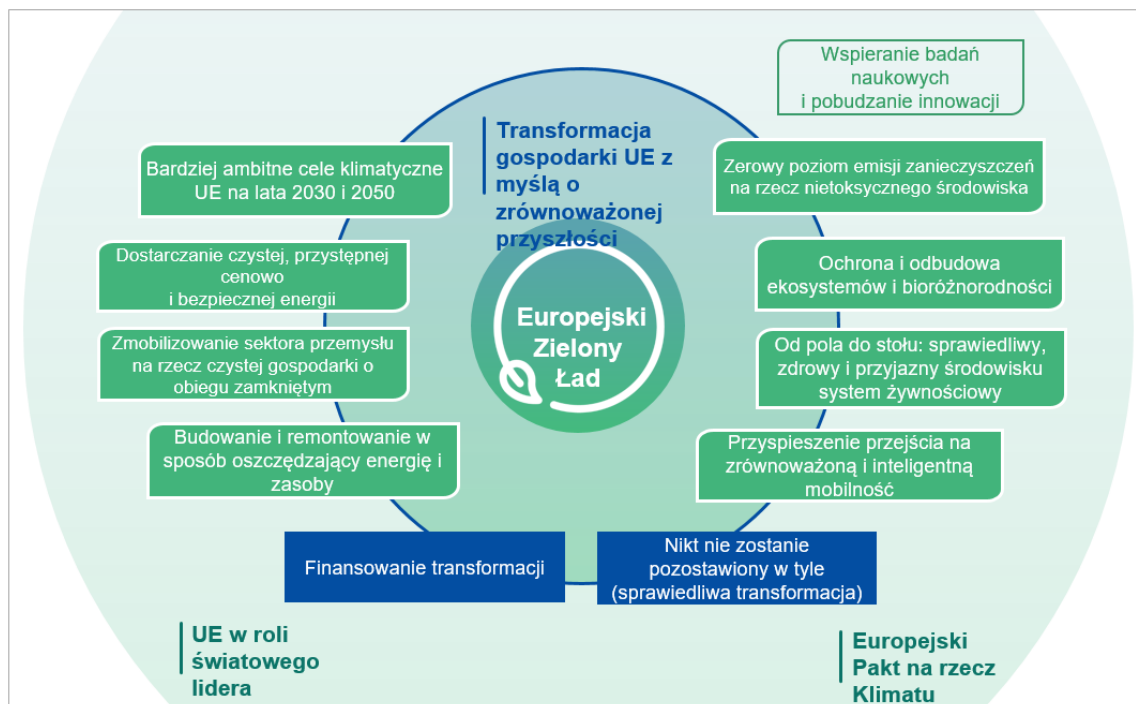 Wspieranie badań
naukowych
i pobudzanie innowacji
Transformacja
gospodarki UE z
myślą o
zrównoważonej
przyszłości
Bardziej ambitne cele klimatyczne
UE na lata 2030 i 2050
Zerowy poziom emisji zanieczyszczeń
na rzecz nietoksycznego środowiska
Dostarczanie czystej, przystępnej
cenowo
i bezpiecznej energii
Ochrona i odbudowa
ekosystemów i bioróżnorodności
Europejski
Zielony
Ład
Zmobilizowanie sektora przemysłu
na rzecz czystej gospodarki o
obiegu zamkniętym
Od pola do stołu: sprawiedliwy,
zdrowy i przyjazny środowisku
system żywnościowy
Budowanie i remontowanie w
sposób oszczędzający energię i
zasoby
Przyspieszenie przejścia na
zrównoważoną i inteligentną
mobilność
Finansowanie transformacji
Nikt nie zostanie
pozostawiony w tyle
(sprawiedliwa transformacja)
UE w roli
światowego
lidera
Europejski
Pakt na rzecz
Klimatu